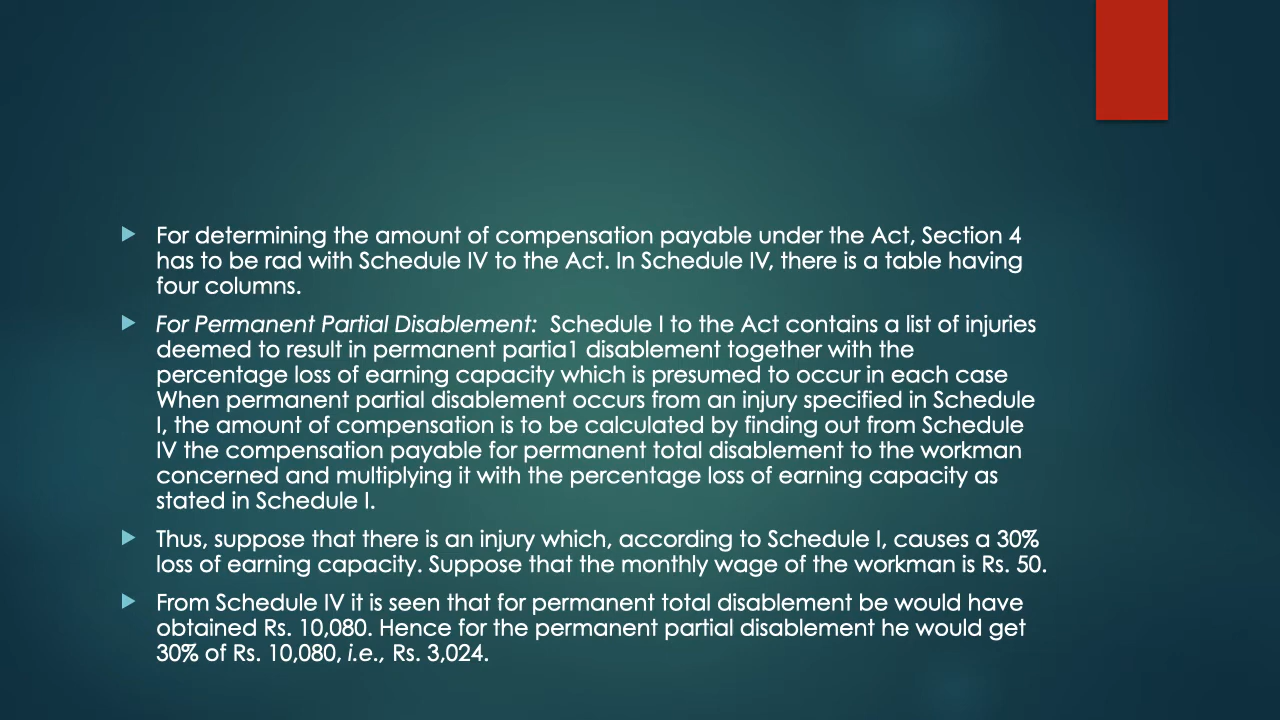 For determining the amount of compensation payable under the Act, Section 4
has to be rad with Schedule IV to the Act. In Schedule IV, there is a table having
four columns.
For Permanent Partial Disablement:  Schedule I to the Act contains a list of injuries
deemed to result in permanent partia1 disablement together with the
percentage loss of earning capacity which is presumed to occur in each case
When permanent partial disablement occurs from an injury specified in Schedule
I, the amount of compensation is to be calculated by finding out from Schedule
IV the compensation payable for permanent total disablement to the workman
concerned and multiplying it with the percentage loss of earning capacity as
stated in Schedule I.
Thus, suppose that there is an injury which, according to Schedule I, causes a 30%
loss of earning capacity. Suppose that the monthly wage of the workman is Rs. 50.
From Schedule IV it is seen that for permanent total disablement be would have
obtained Rs. 10,080. Hence for the permanent partial disablement he would get
30% of Rs. 10,080, i.e., Rs. 3,024.